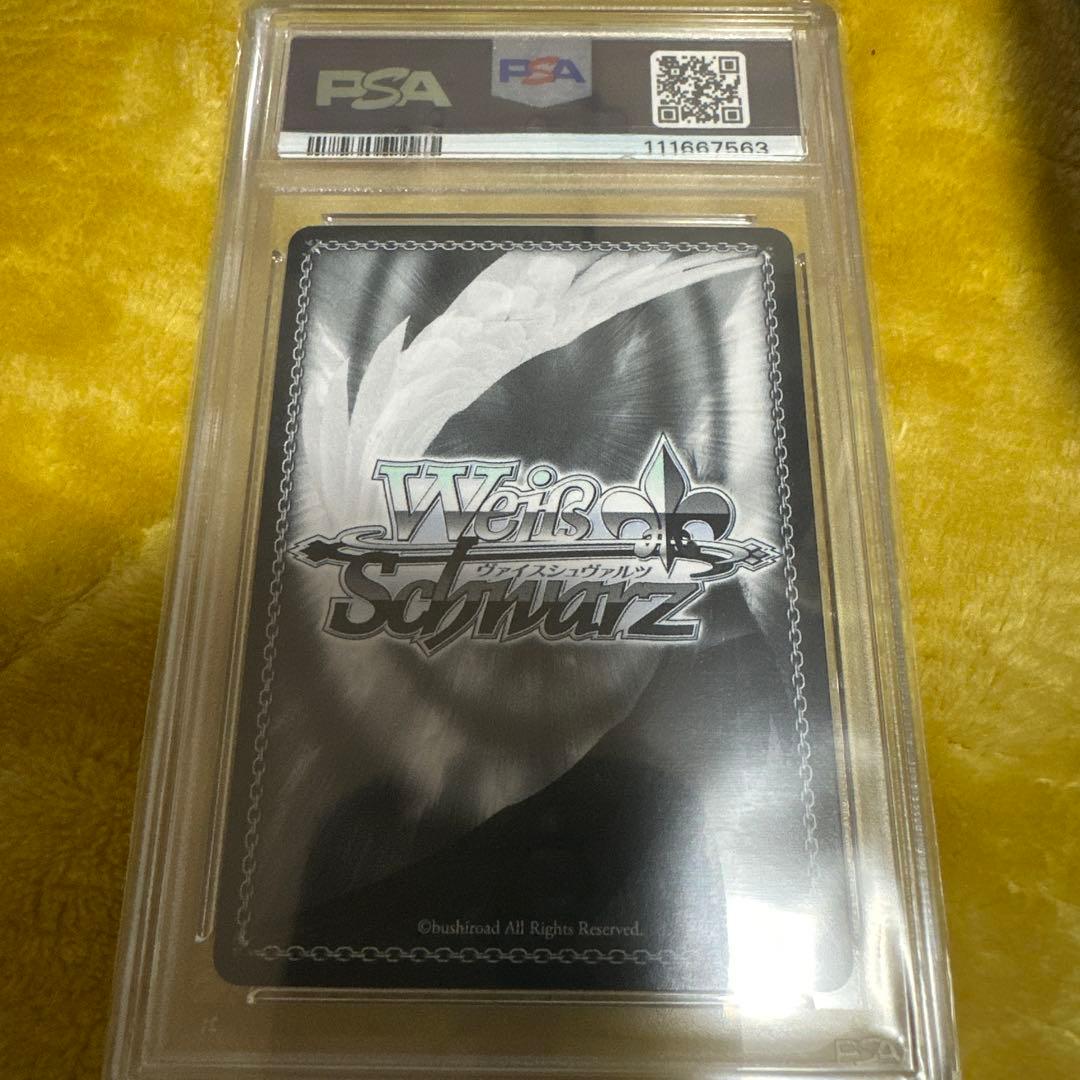 PSA
PSA
111667563
Weiß
ヴァイスシュヴァルツ
Schwarz
©bushiroad All Rights Reserved.
PSA